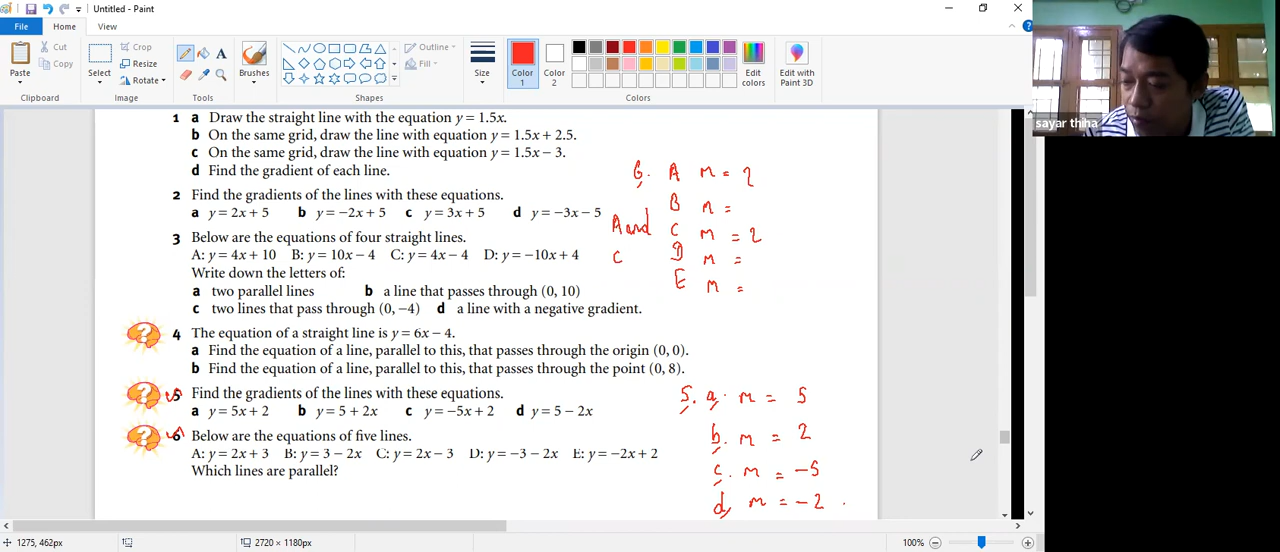 Untitled - Paint
File
Home
View
Paste
Cut
Copy
Clipboard
Select
Crop
Resize
Rotate
Image
Tools
Brushes
Shapes
Outline
Fill
Size
Color 1
Color 2
Colors
Edit colors
Edit with Paint 3D
sayar thiha
1 a Draw the straight line with the equation y = 1.5x.
b On the same grid, draw the line with equation y = 1.5x + 2.5.
c On the same grid, draw the line with equation y = 1.5x − 3.
d Find the gradient of each line.
2 Find the gradients of the lines with these equations.
a y = 2x + 5 b y = −2x + 5 c y = 3x + 5 d y = −3x − 5
3 Below are the equations of four straight lines.
A: y = 4x + 10 B: y = 10x − 4 C: y = 4x − 4 D: y = −10x + 4
Write down the letters of:
a two parallel lines b a line that passes through (0, 10)
c two lines that pass through (0, −4) d a line with a negative gradient.
4 The equation of a straight line is y = 6x − 4.
a Find the equation of a line, parallel to this, that passes through the origin (0, 0).
b Find the equation of a line, parallel to this, that passes through the point (0, 8).
5 Find the gradients of the lines with these equations.
a y = 5x + 2 b y = 5 + 2x c y = −5x + 2 d y = 5 − 2x
6 Below are the equations of five lines.
A: y = 2x + 3 B: y = 3 − 2x C: y = 2x − 3 D: y = −3 − 2x E: y = −2x + 2
Which lines are parallel?
6. A m = 2
B m =
A and C m = 2
C D m =
E m =
5. a. m = 5
b. m = 2
c. m = −5
d, m = −2
1275, 462px
2720 × 1180px
100%